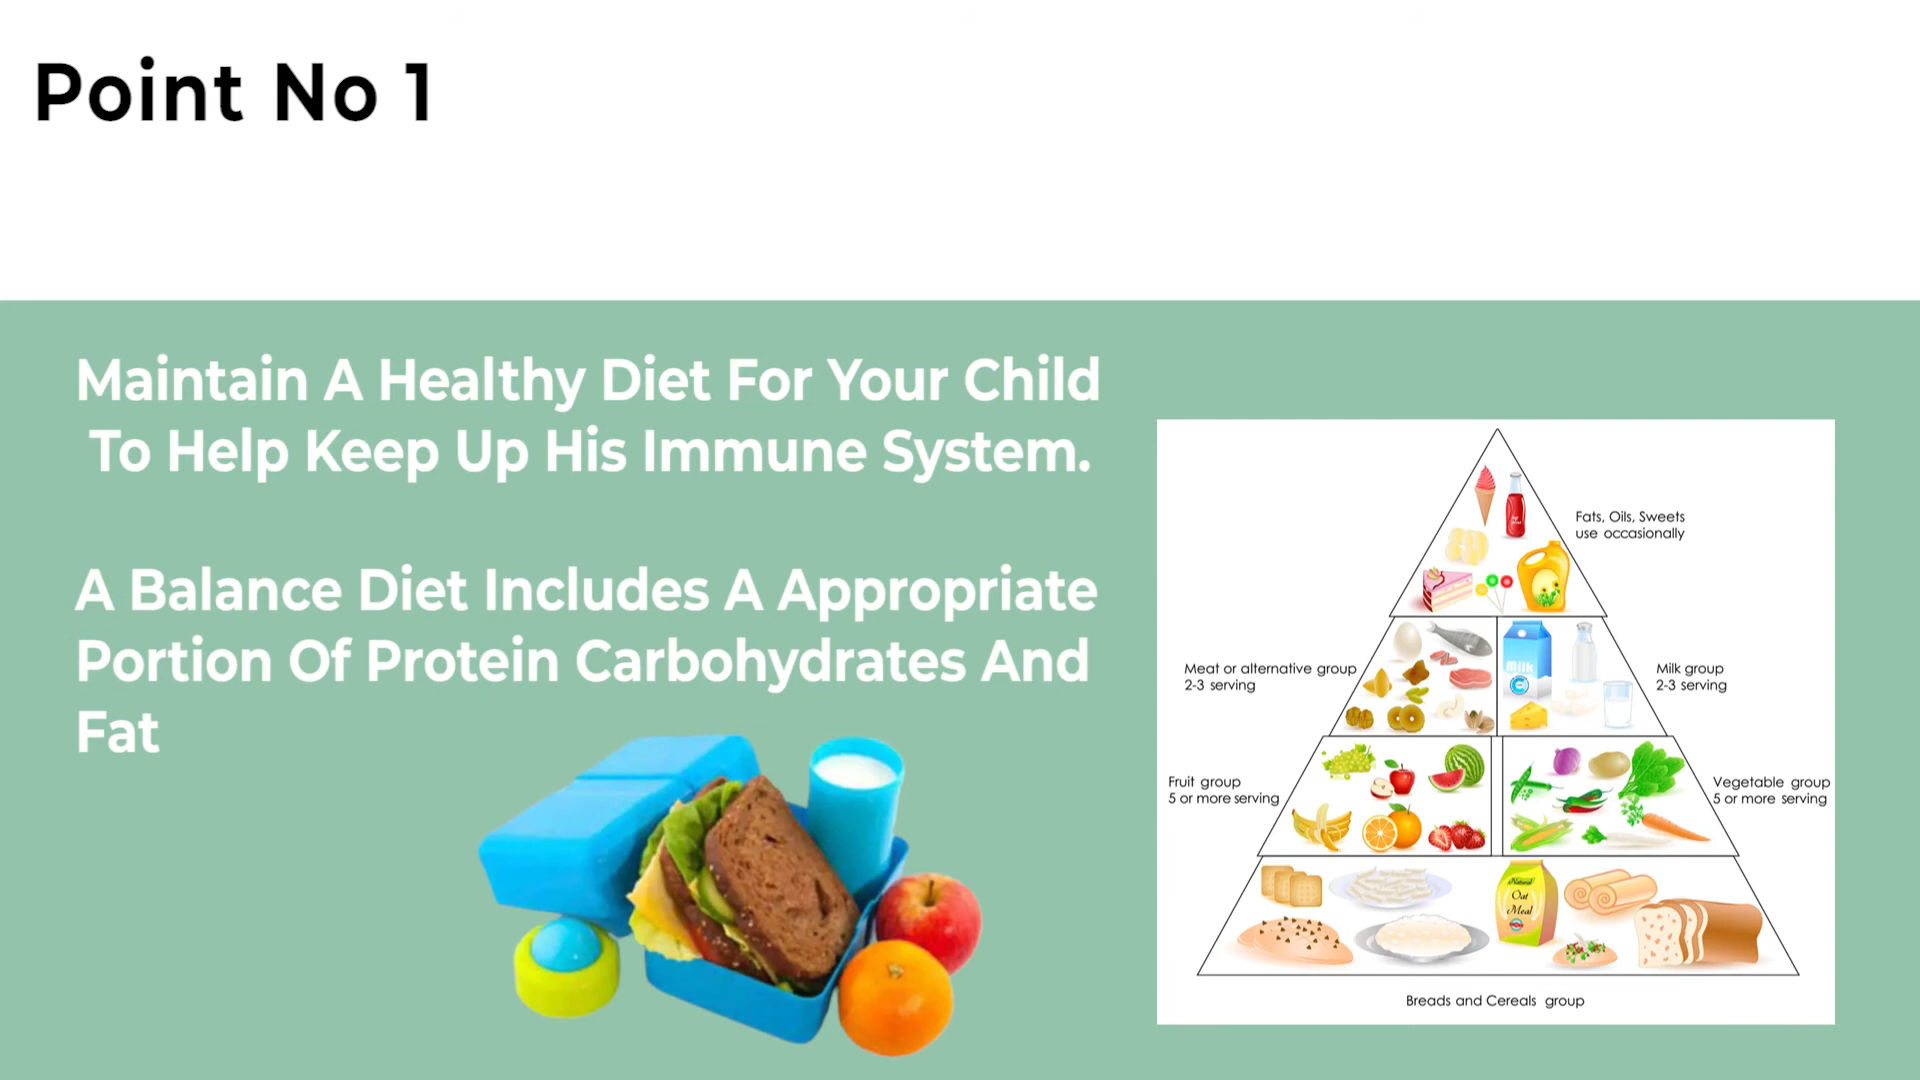 Point No 1
Maintain A Healthy Diet For Your Child
To Help Keep Up His Immune System.
A Balance Diet Includes A Appropriate
Portion Of Protein Carbohydrates And
Fat
Fats, Oils, Sweets
use occasionally
Meat or alternative group
2-3 serving
Milk
Milk group
2-3 serving
Fruit group
5 or more serving
Vegetable group
5 or more serving
Natural
Oat
Meal
Breads and Cereals group